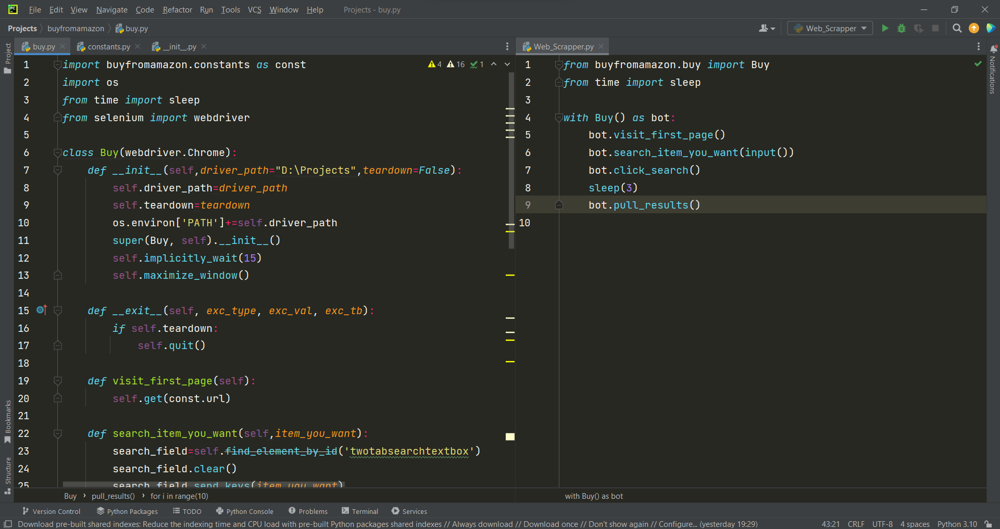 PC
File Edit View Navigate Code Refactor Run Tools VCS Window Help Projects - buy.py
Projects buyfromamazon buy.py
Web_Scrapper
Project
Bookmarks
Structure
buy.py constants.py __init__.py
4 16 1
1 import buyfromamazon.constants as const
2 import os
3 from time import sleep
4 from selenium import webdriver
5
6 class Buy(webdriver.Chrome):
7 def __init__(self,driver_path="D:\Projects",teardown=False):
8 self.driver_path=driver_path
9 self.teardown=teardown
10 os.environ['PATH']+=self.driver_path
11 super(Buy, self).__init__()
12 self.implicitly_wait(15)
13 self.maximize_window()
14
15 def __exit__(self, exc_type, exc_val, exc_tb):
16 if self.teardown:
17 self.quit()
18
19 def visit_first_page(self):
20 self.get(const.url)
21
22 def search_item_you_want(self,item_you_want):
23 search_field=self.find_element_by_id('twotabsearchtextbox')
24 search_field.clear()
25 search_field.send_keys(item_you_want)
Buy › pull_results() › for i in range(10)
Web_Scrapper.py
1 from buyfromamazon.buy import Buy
2 from time import sleep
3
4 with Buy() as bot:
5 bot.visit_first_page()
6 bot.search_item_you_want(input())
7 bot.click_search()
8 sleep(3)
9 bot.pull_results()
10
with Buy() as bot
Notifications
Version Control Python Packages TODO Python Console Problems Terminal Services
Download pre-built shared indexes: Reduce the indexing time and CPU load with pre-built Python packages shared indexes // Always download // Download once // Don't show again // Configure... (yesterday 19:29) 43:21 CRLF UTF-8 4 spaces Python 3.10